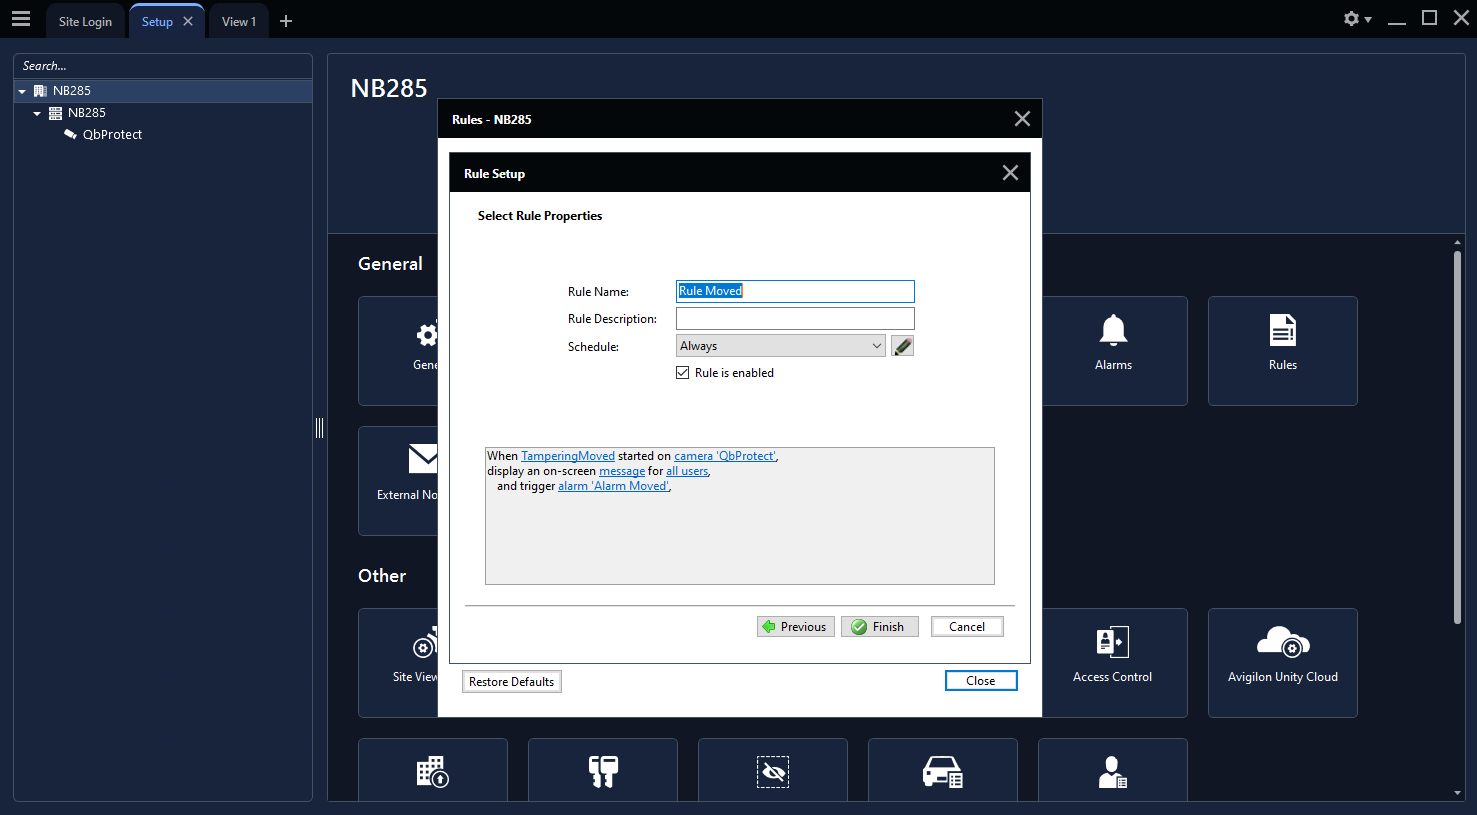 Site Login
Setup
View 1
Search...
NB285
NB285
QbProtect
NB285
Rules - NB285
Rule Setup
Select Rule Properties
Rule Name:
Rule Moved
Rule Description:
Schedule:
Always
Rule is enabled
When TamperingMoved started on camera 'QbProtect',
display an on-screen message for all users,
and trigger alarm 'Alarm Moved',
Previous
Finish
Cancel
Restore Defaults
Close
General
Gene
Alarms
Rules
External No
Other
Site View
Access Control
Avigilon Unity Cloud